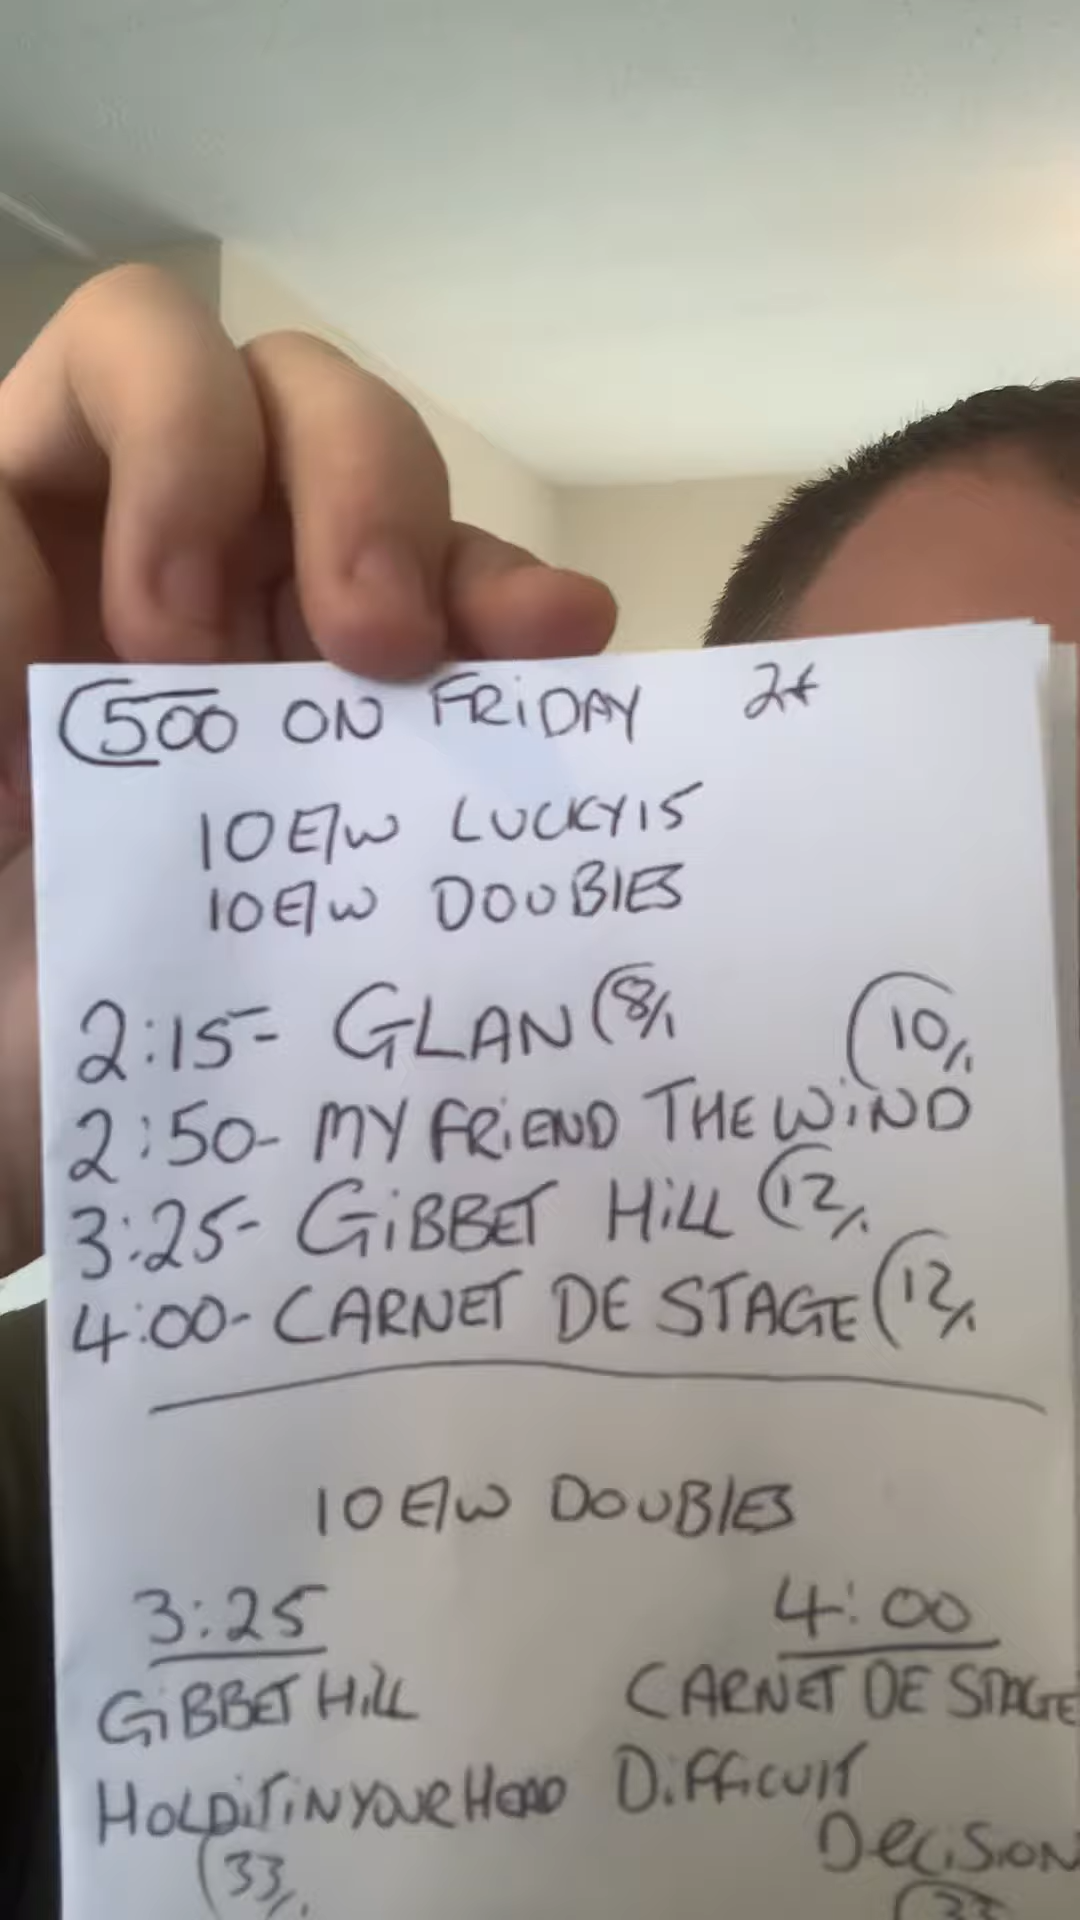 500 ON FRIDAY
10 E/W LUCKY15
10 E/W DOUBLES
2:15- GLAN (8/1
(10/1
2:50- MY FRIEND THE WIND
3:25- GIBBET HILL (12/1
4:00- CARNET DE STAGE (12/1
10 E/W DOUBLES
3:25 4:00
GIBBET HILL CARNET DE STAGE
HOLDITINYOURHEAD DIFFICULT
DECISION
(33/1